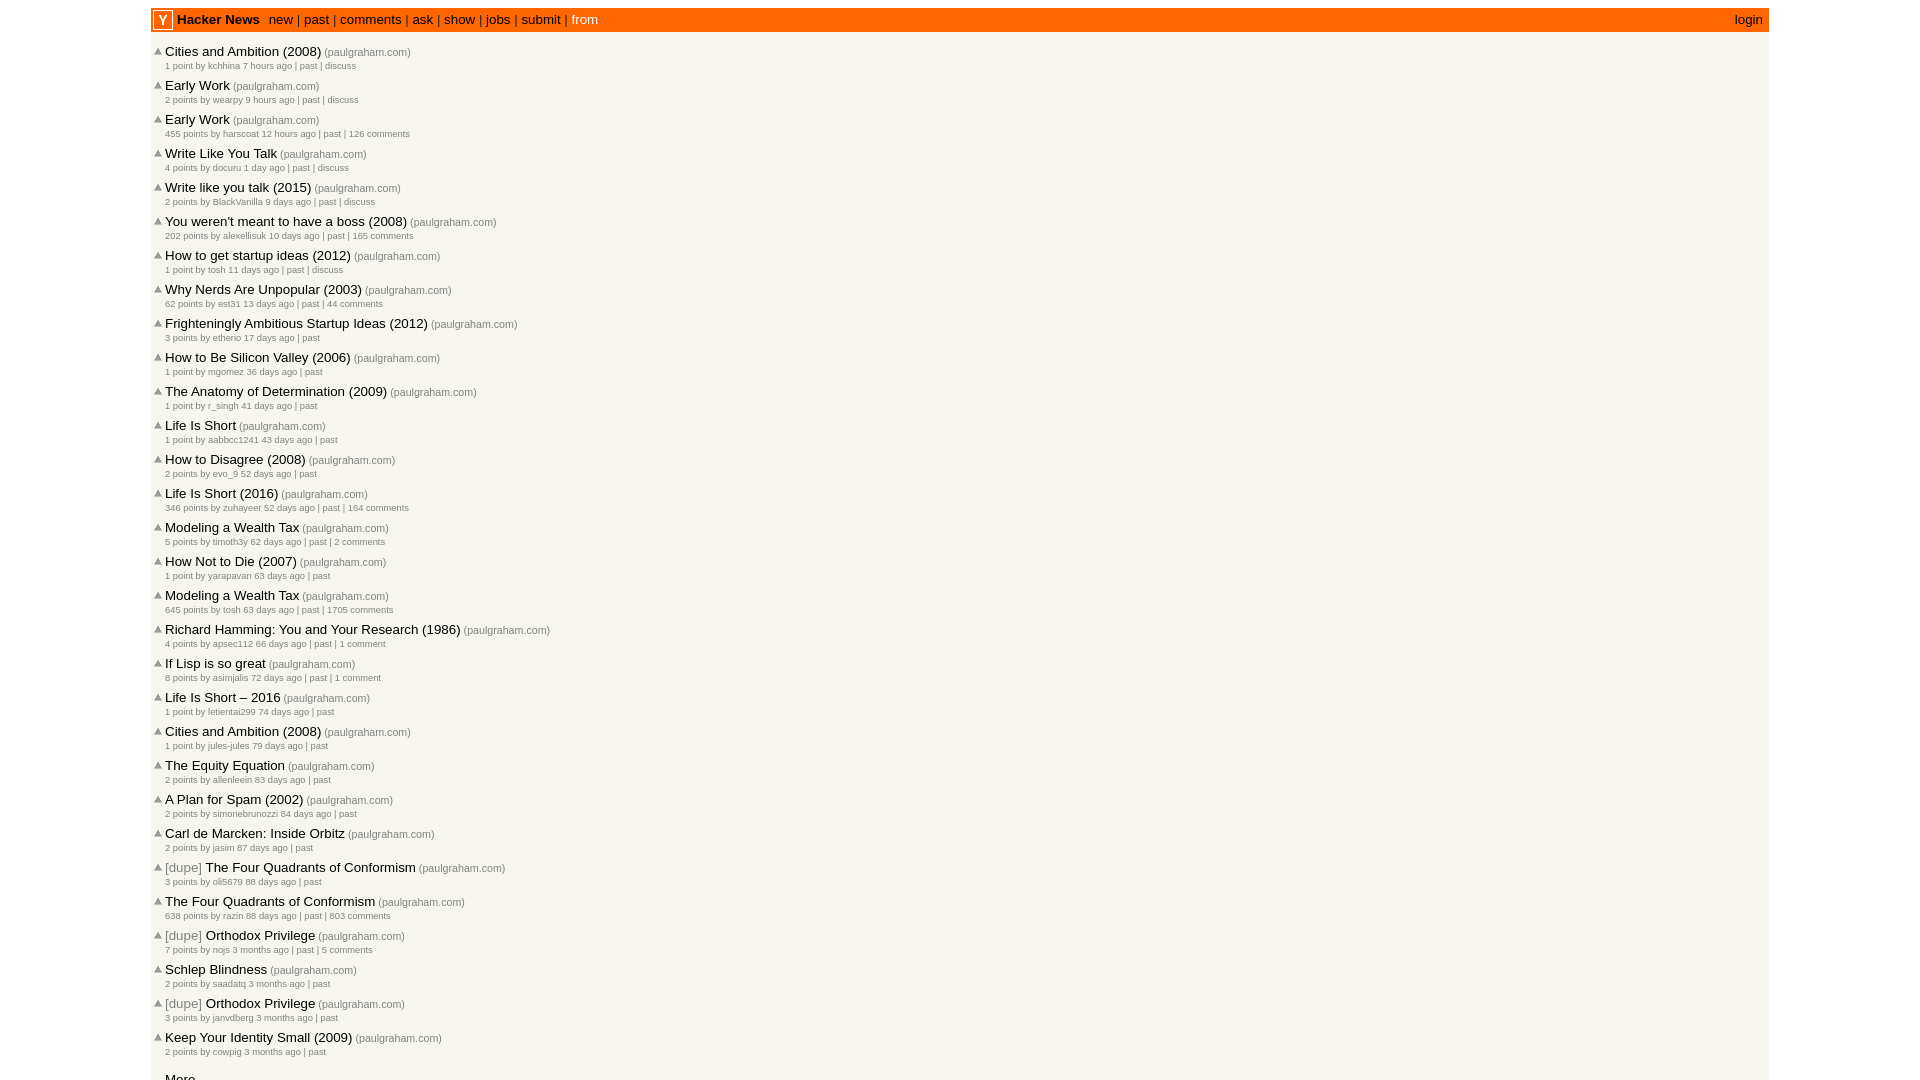 Y Hacker News new | past | comments | ask | show | jobs | submit | from login
Cities and Ambition (2008) (paulgraham.com)
1 point by kchhina 7 hours ago | past | discuss
Early Work (paulgraham.com)
2 points by wearpy 9 hours ago | past | discuss
Early Work (paulgraham.com)
455 points by harscoat 12 hours ago | past | 126 comments
Write Like You Talk (paulgraham.com)
4 points by docuru 1 day ago | past | discuss
Write like you talk (2015) (paulgraham.com)
2 points by BlackVanilla 9 days ago | past | discuss
You weren't meant to have a boss (2008) (paulgraham.com)
202 points by alexellisuk 10 days ago | past | 165 comments
How to get startup ideas (2012) (paulgraham.com)
1 point by tosh 11 days ago | past | discuss
Why Nerds Are Unpopular (2003) (paulgraham.com)
62 points by est31 13 days ago | past | 44 comments
Frighteningly Ambitious Startup Ideas (2012) (paulgraham.com)
3 points by etherio 17 days ago | past
How to Be Silicon Valley (2006) (paulgraham.com)
1 point by mgomez 36 days ago | past
The Anatomy of Determination (2009) (paulgraham.com)
1 point by r_singh 41 days ago | past
Life Is Short (paulgraham.com)
1 point by aabbcc1241 43 days ago | past
How to Disagree (2008) (paulgraham.com)
2 points by evo_9 52 days ago | past
Life Is Short (2016) (paulgraham.com)
346 points by zuhayeer 52 days ago | past | 164 comments
Modeling a Wealth Tax (paulgraham.com)
5 points by timoth3y 62 days ago | past | 2 comments
How Not to Die (2007) (paulgraham.com)
1 point by yarapavan 63 days ago | past
Modeling a Wealth Tax (paulgraham.com)
645 points by tosh 63 days ago | past | 1705 comments
Richard Hamming: You and Your Research (1986) (paulgraham.com)
4 points by apsec112 66 days ago | past | 1 comment
If Lisp is so great (paulgraham.com)
8 points by asimjalis 72 days ago | past | 1 comment
Life Is Short – 2016 (paulgraham.com)
1 point by letientai299 74 days ago | past
Cities and Ambition (2008) (paulgraham.com)
1 point by jules-jules 79 days ago | past
The Equity Equation (paulgraham.com)
2 points by allenleein 83 days ago | past
A Plan for Spam (2002) (paulgraham.com)
2 points by simonebrunozzi 84 days ago | past
Carl de Marcken: Inside Orbitz (paulgraham.com)
2 points by jasim 87 days ago | past
[dupe] The Four Quadrants of Conformism (paulgraham.com)
3 points by oli5679 88 days ago | past
The Four Quadrants of Conformism (paulgraham.com)
638 points by razin 88 days ago | past | 803 comments
[dupe] Orthodox Privilege (paulgraham.com)
7 points by nojs 3 months ago | past | 5 comments
Schlep Blindness (paulgraham.com)
2 points by saadatq 3 months ago | past
[dupe] Orthodox Privilege (paulgraham.com)
3 points by janvdberg 3 months ago | past
Keep Your Identity Small (2009) (paulgraham.com)
2 points by cowpig 3 months ago | past
More